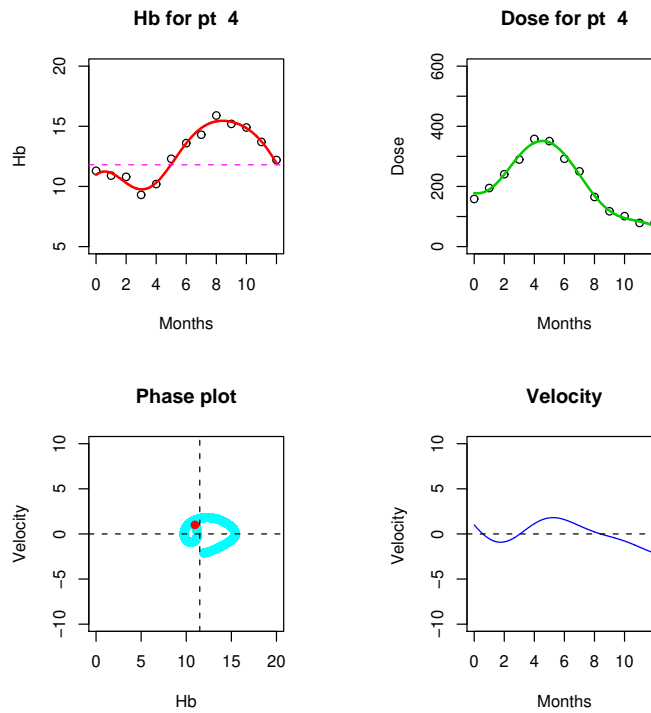 Hb for pt 4
20
15
10
5
Hb
0 2 4 6 8 10
Months
Dose for pt 4
600
400
200
0
Dose
0 2 4 6 8 10
Months
Phase plot
10
5
0
−5
−10
Velocity
0 5 10 15 20
Hb
Velocity
10
5
0
−5
−10
Velocity
0 2 4 6 8 10
Months